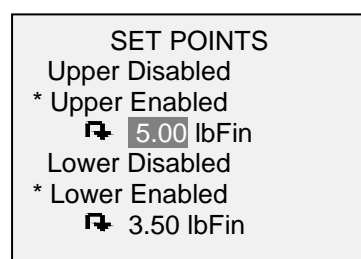 SET POINTS
Upper Disabled
* Upper Enabled
5.00 lbFin
Lower Disabled
* Lower Enabled
3.50 lbFin